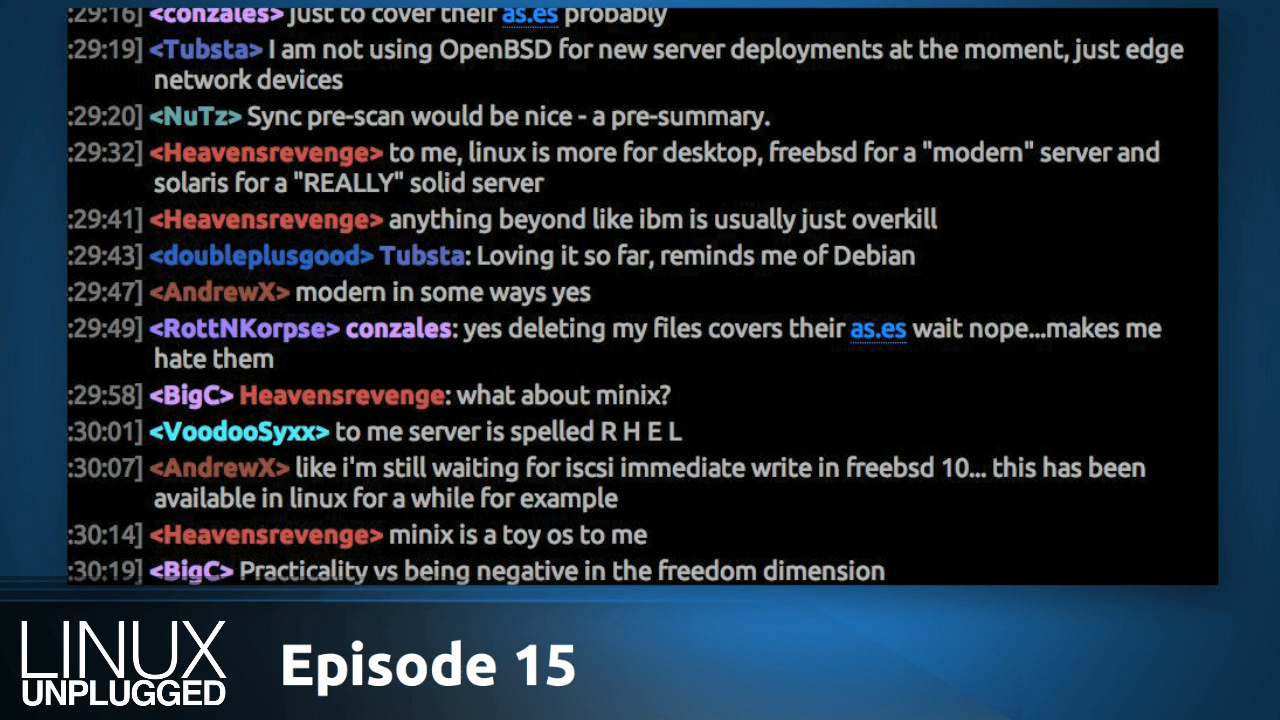 :29:16] <conzales> just to cover their as.es probably
:29:19] <Tubsta> I am not using OpenBSD for new server deployments at the moment, just edge
network devices
:29:20] <NuTz> Sync pre-scan would be nice - a pre-summary.
:29:32] <Heavensrevenge> to me, linux is more for desktop, freebsd for a "modern" server and
solaris for a "REALLY" solid server
:29:41] <Heavensrevenge> anything beyond like ibm is usually just overkill
:29:43] <doubleplusgood> Tubsta: Loving it so far, reminds me of Debian
:29:47] <AndrewX> modern in some ways yes
:29:49] <RottNKorpse> conzales: yes deleting my files covers their as.es wait nope...makes me
hate them
:29:58] <BigC> Heavensrevenge: what about minix?
:30:01] <VoodooSyxx> to me server is spelled R H E L
:30:07] <AndrewX> like i'm still waiting for iscsi immediate write in freebsd 10... this has been
available in linux for a while for example
:30:14] <Heavensrevenge> minix is a toy os to me
:30:19] <BigC> Practicality vs being negative in the freedom dimension
LINUX
UNPLUGGED
Episode 15